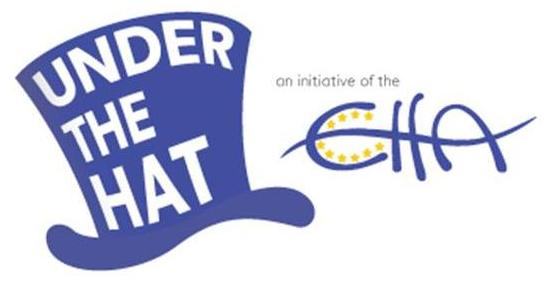 UNDER
THE
HAT
an initiative of the
EHA